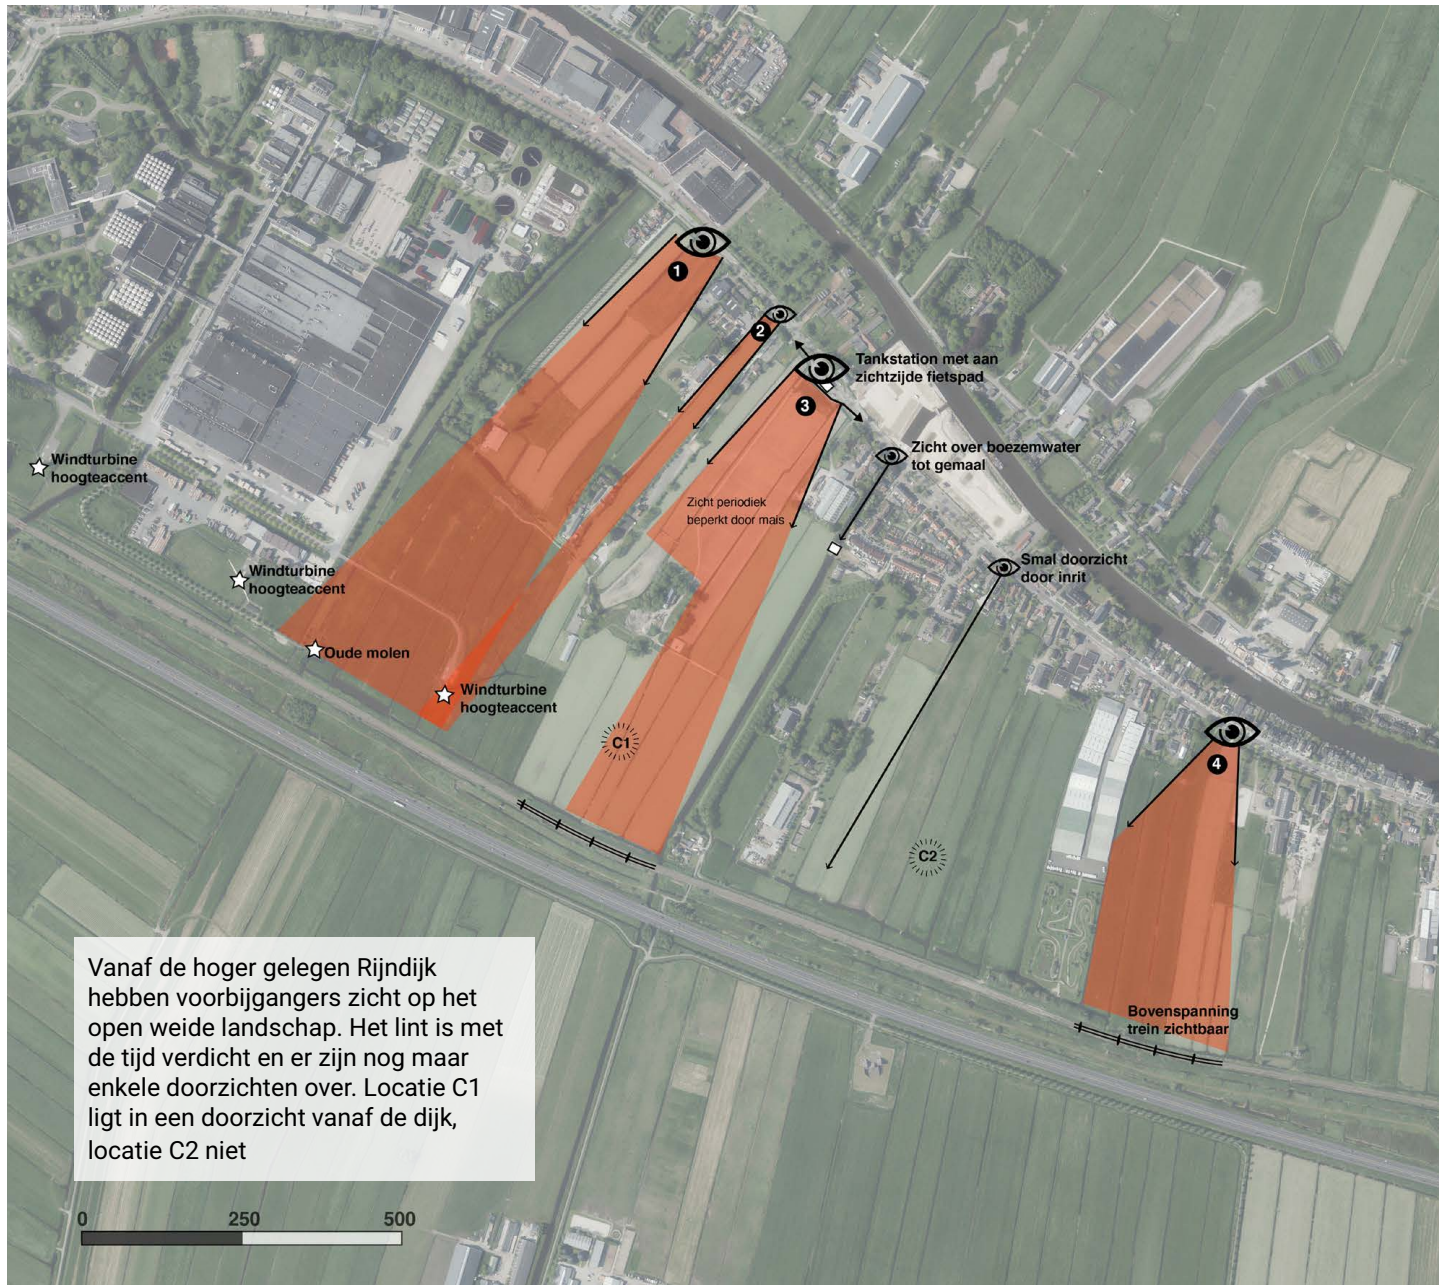 1
2
Tankstation met aan
zichtzijde fietspad
3
Zicht over boezemwater
tot gemaal
Windturbine
hoogteaccent
Zicht periodiek
beperkt door mais
Smal doorzicht
door inrit
Windturbine
hoogteaccent
Oude molen
Windturbine
hoogteaccent
C1
4
C2
Bovenspanning
trein zichtbaar
Vanaf de hoger gelegen Rijndijk
hebben voorbijgangers zicht op het
open weide landschap. Het lint is met
de tijd verdicht en er zijn nog maar
enkele doorzichten over. Locatie C1
ligt in een doorzicht vanaf de dijk,
locatie C2 niet
0 250 500